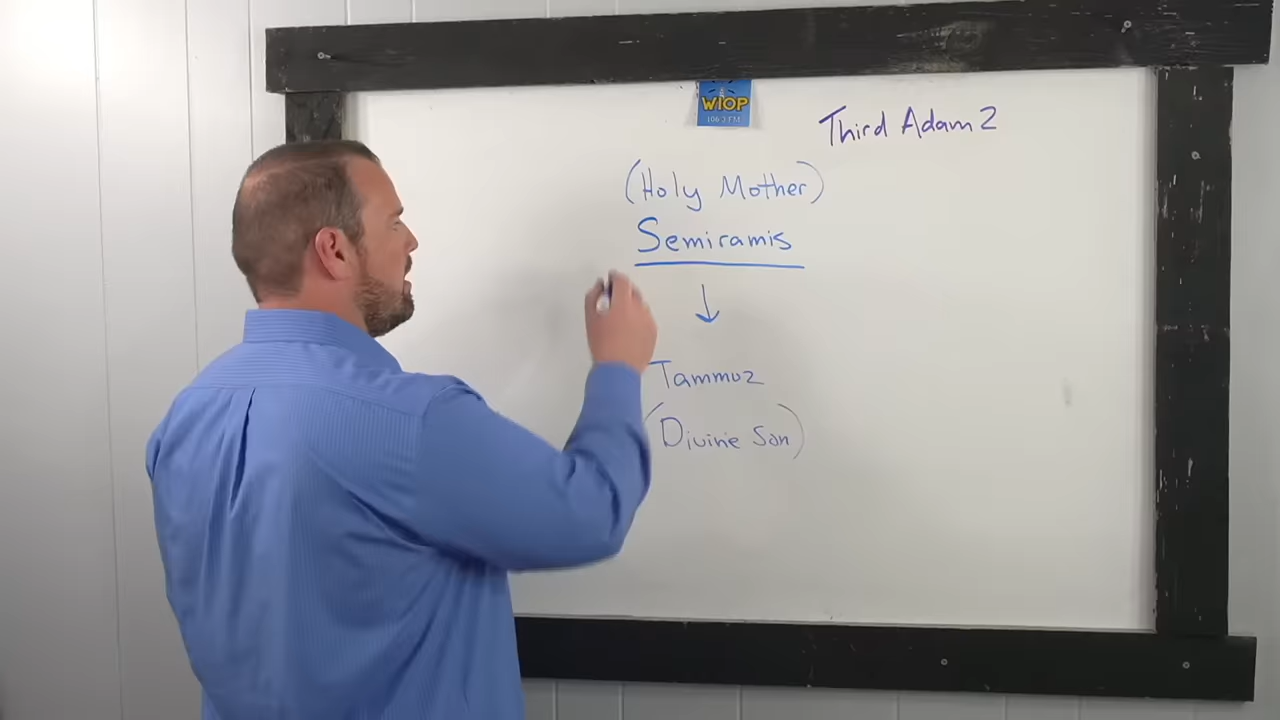 WIOP
106.3 FM
Third Adam 2
(Holy Mother)
Semiramis
Tammuz
(Divine Son)